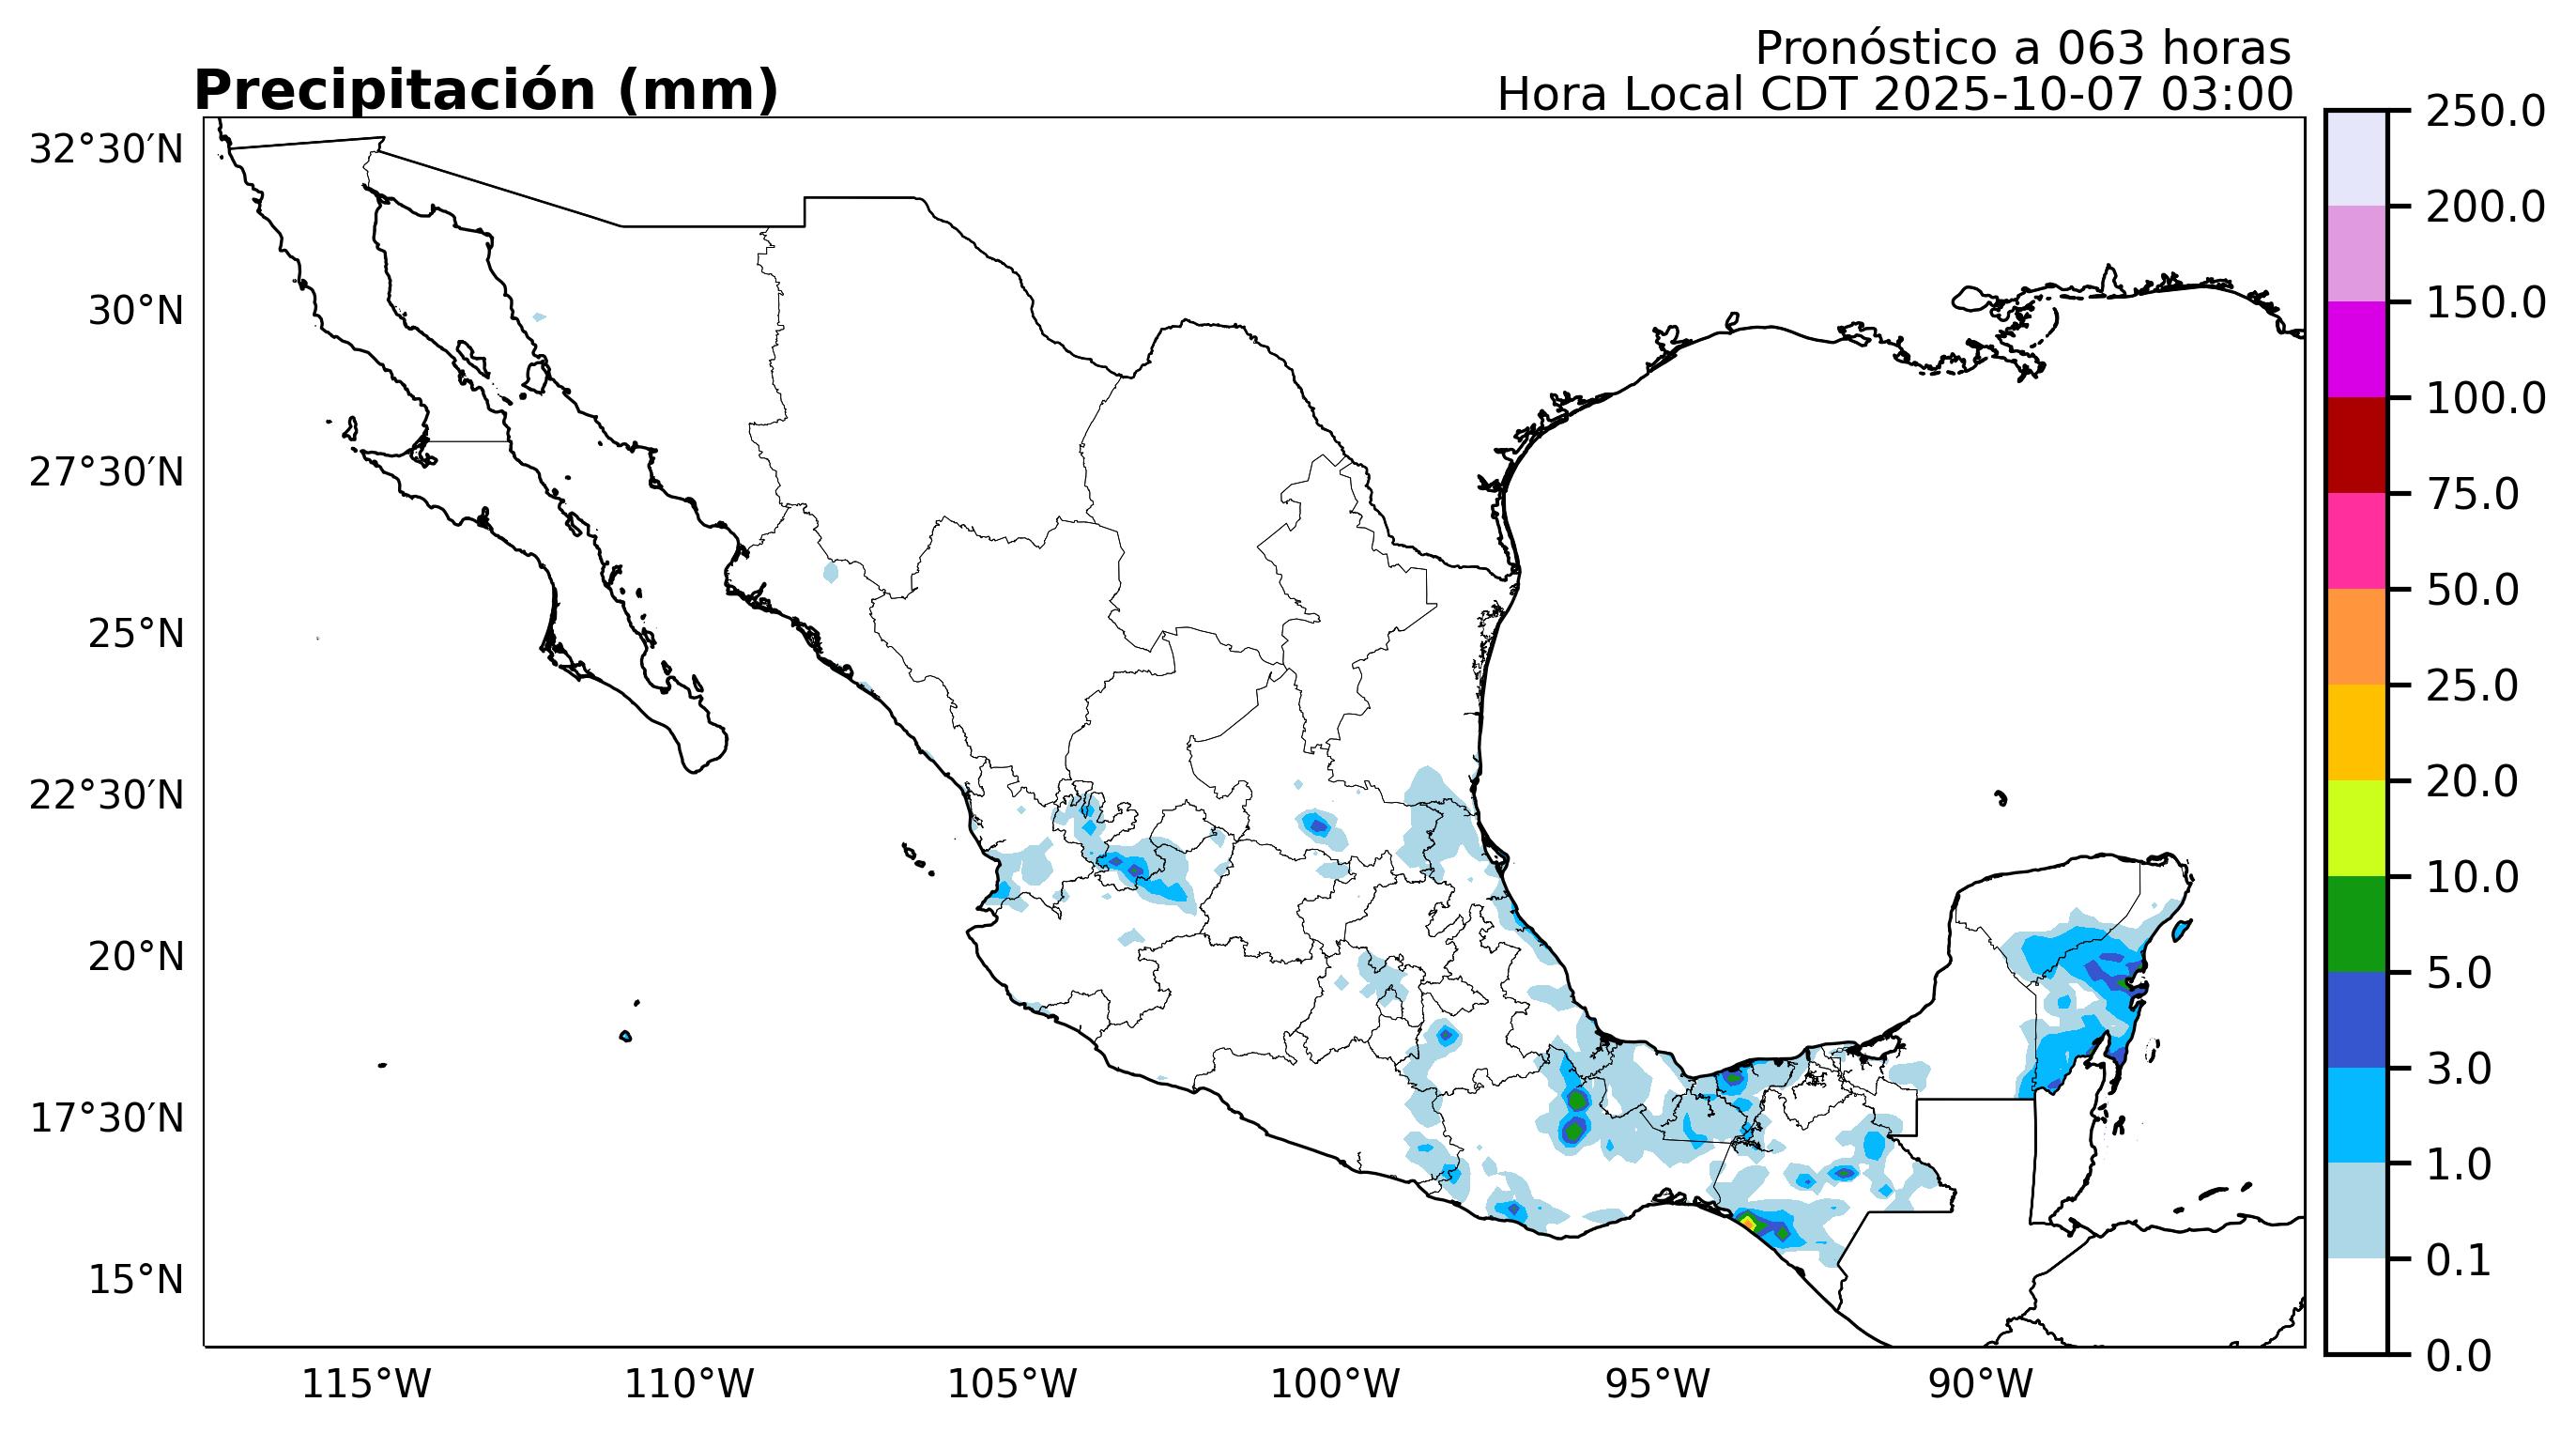 Pronóstico a 063 horas
Precipitación (mm)
Hora Local CDT 2025-10-07 03:00
32°30′N
30°N
27°30′N
25°N
22°30′N
20°N
17°30′N
15°N
115°W
110°W
105°W
100°W
95°W
90°W
250.0
200.0
150.0
100.0
75.0
50.0
25.0
20.0
10.0
5.0
3.0
1.0
0.1
0.0